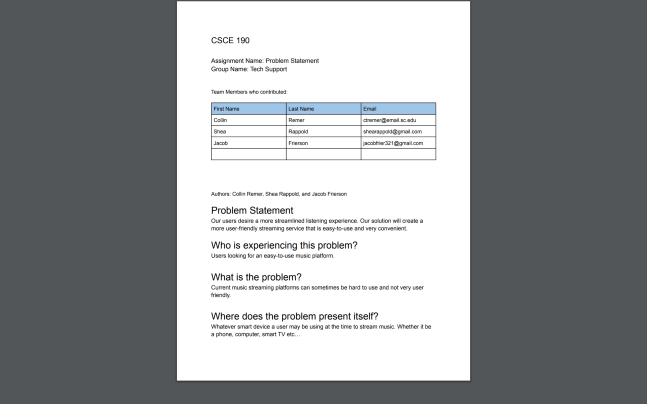 CSCE 190
Assignment Name: Problem Statement
Group Name: Tech Support
Team Members who contributed:
First Name Last Name Email
Collin Remer ctremer@email.sc.edu
Shea Rappold shearappold@gmail.com
Jacob Frierson jacobfrier321@gmail.com
Authors: Collin Remer, Shea Rappold, and Jacob Frierson
Problem Statement
Our users desire a more streamlined listening experience. Our solution will create a
more user-friendly streaming service that is easy-to-use and very convenient.
Who is experiencing this problem?
Users looking for an easy-to-use music platform.
What is the problem?
Current music streaming platforms can sometimes be hard to use and not very user
friendly.
Where does the problem present itself?
Whatever smart device a user may be using at the time to stream music. Whether it be
a phone, computer, smart TV etc...